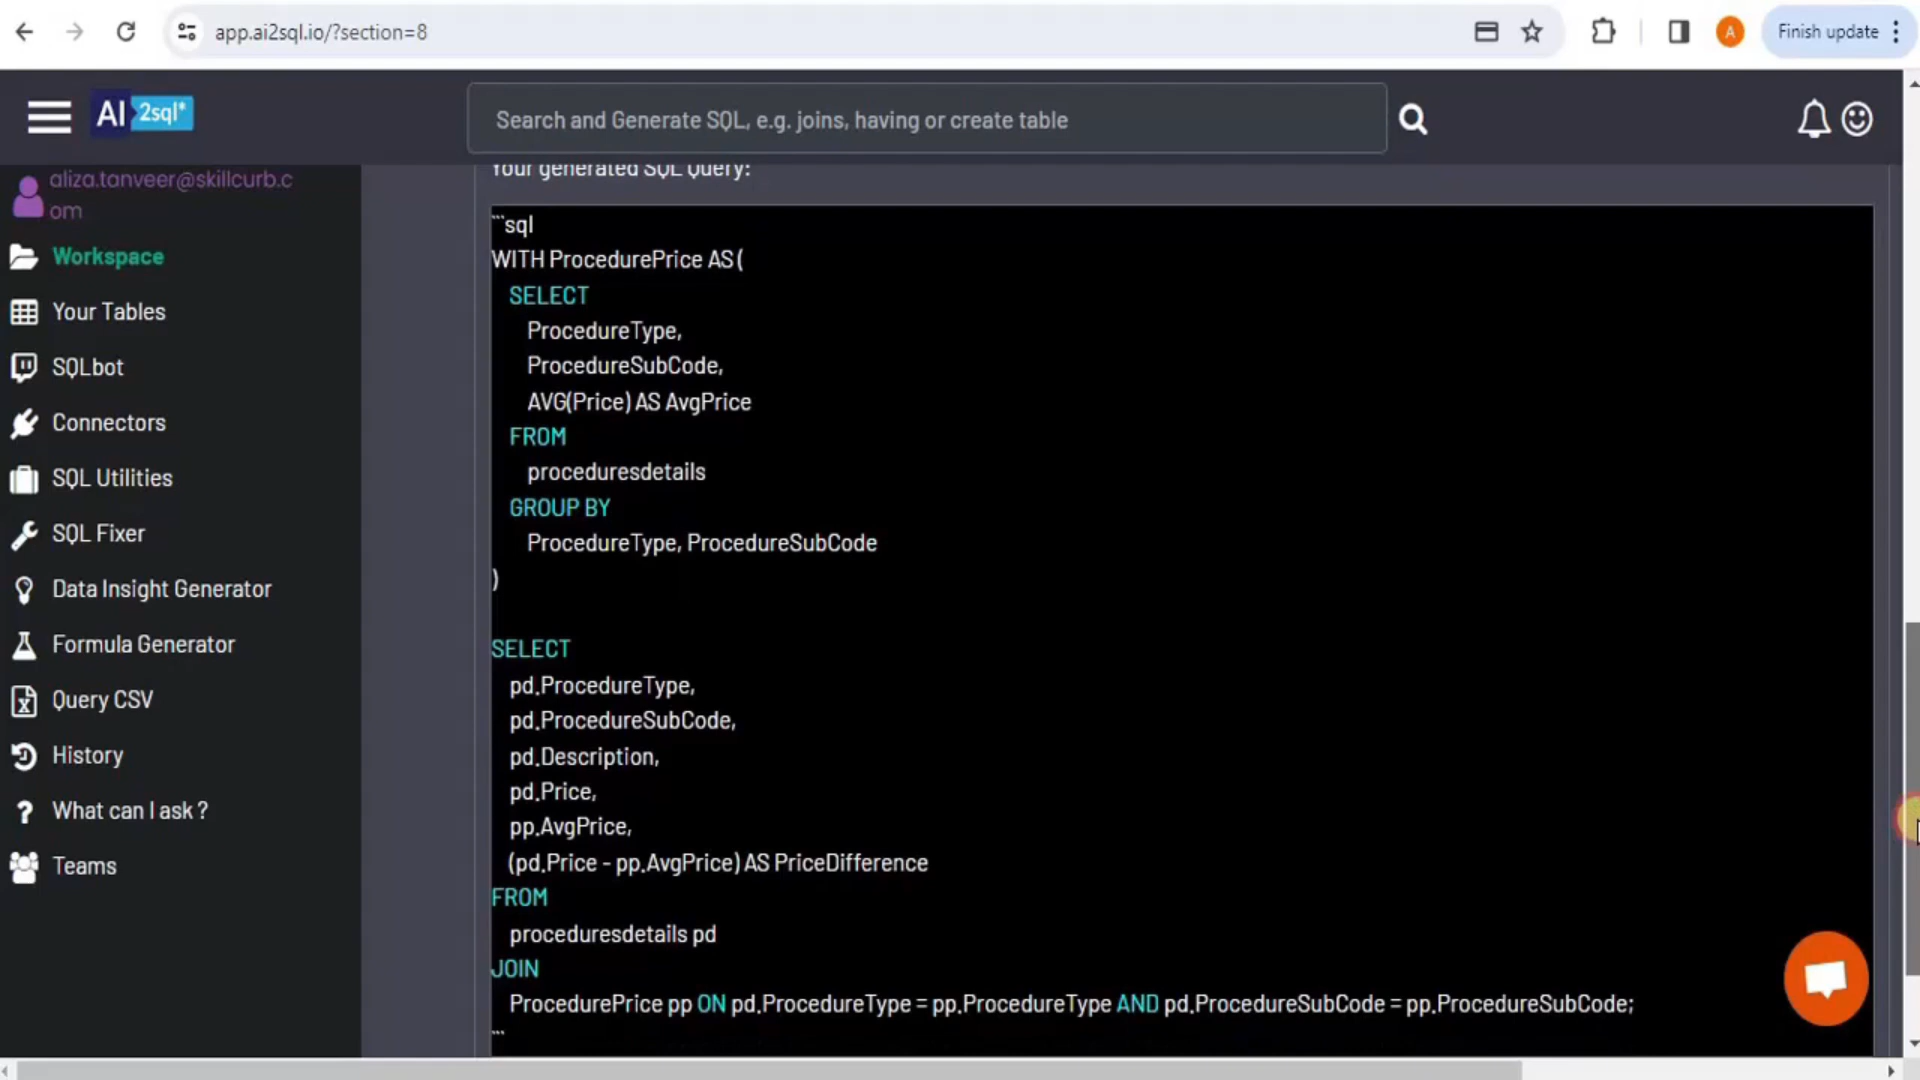 app.ai2sql.io/?section=8
A
Finish update
AI 2sql*
Search and Generate SQL, e.g. joins, having or create table
aliza.tanveer@skillcurb.c
om
Workspace
Your Tables
SQLbot
Connectors
SQL Utilities
SQL Fixer
Data Insight Generator
Formula Generator
Query CSV
History
? What can I ask ?
Teams
Your generated SQL Query:
```sql
WITH ProcedurePrice AS (
SELECT
ProcedureType,
ProcedureSubCode,
AVG(Price) AS AvgPrice
FROM
proceduresdetails
GROUP BY
ProcedureType, ProcedureSubCode
)
SELECT
pd.ProcedureType,
pd.ProcedureSubCode,
pd.Description,
pd.Price,
pp.AvgPrice,
(pd.Price - pp.AvgPrice) AS PriceDifference
FROM
proceduresdetails pd
JOIN
ProcedurePrice pp ON pd.ProcedureType = pp.ProcedureType AND pd.ProcedureSubCode = pp.ProcedureSubCode;
```